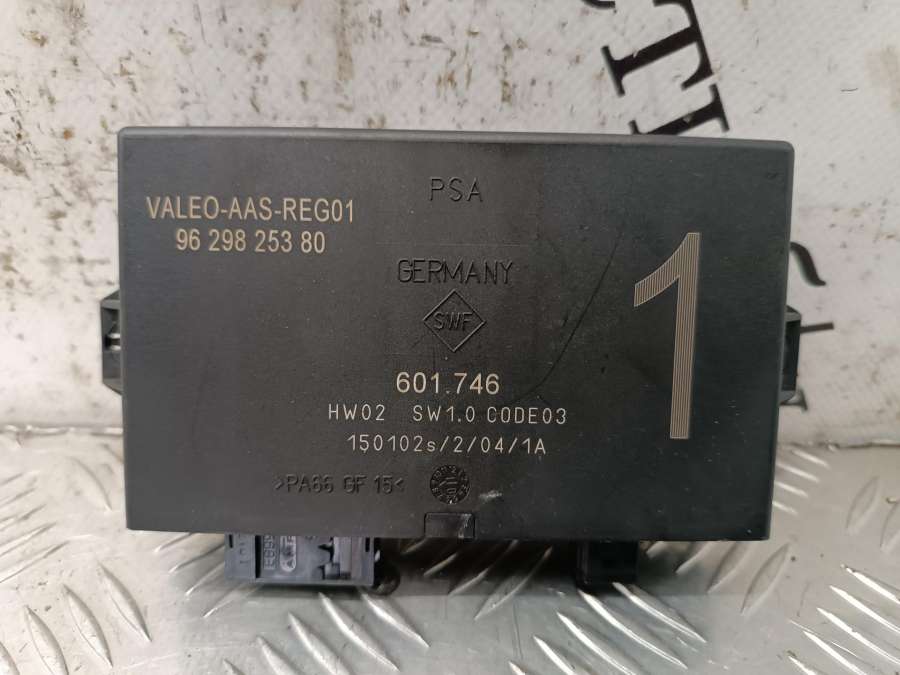 PSA
VALEO-AAS-REG01
96 298 253 80
GERMANY
SWF
1
601.746
HW02 SW1.0 CODE03
150102s/2/04/1A
>PA66 GF 15<